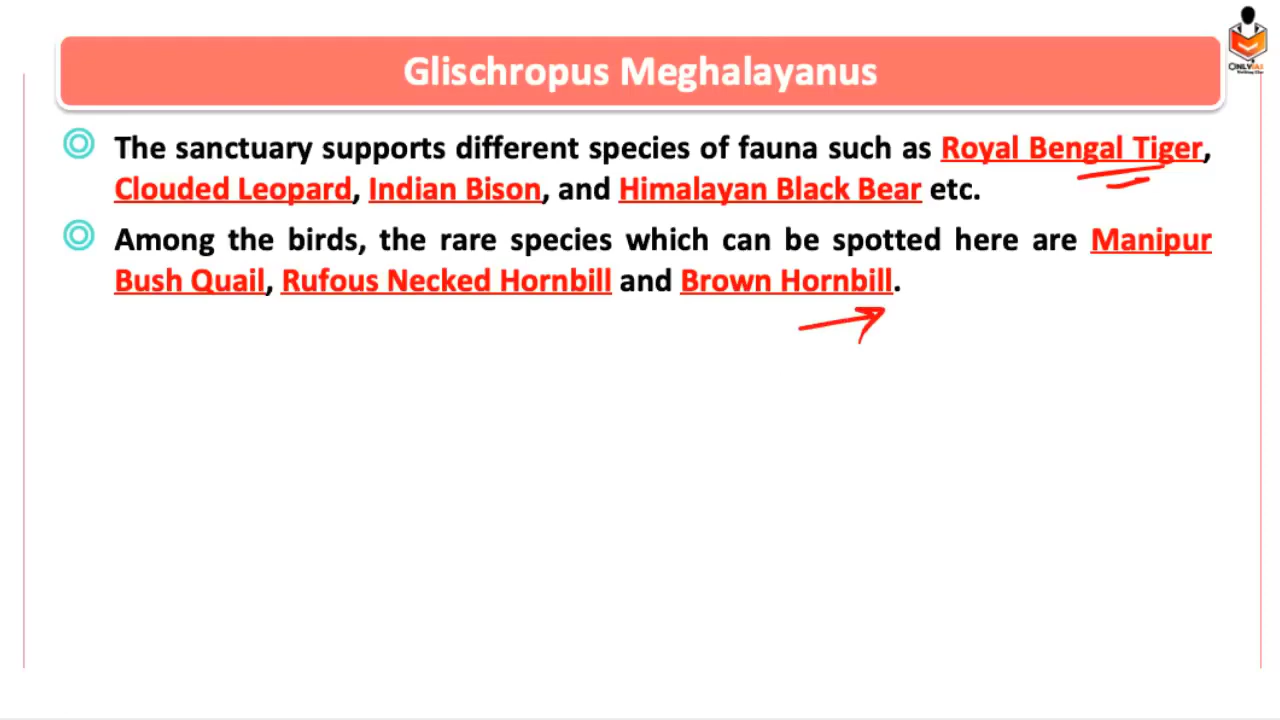 Glischropus Meghalayanus
ONLYIAS
The sanctuary supports different species of fauna such as Royal Bengal Tiger,
Clouded Leopard, Indian Bison, and Himalayan Black Bear etc.
Among the birds, the rare species which can be spotted here are Manipur
Bush Quail, Rufous Necked Hornbill and Brown Hornbill.